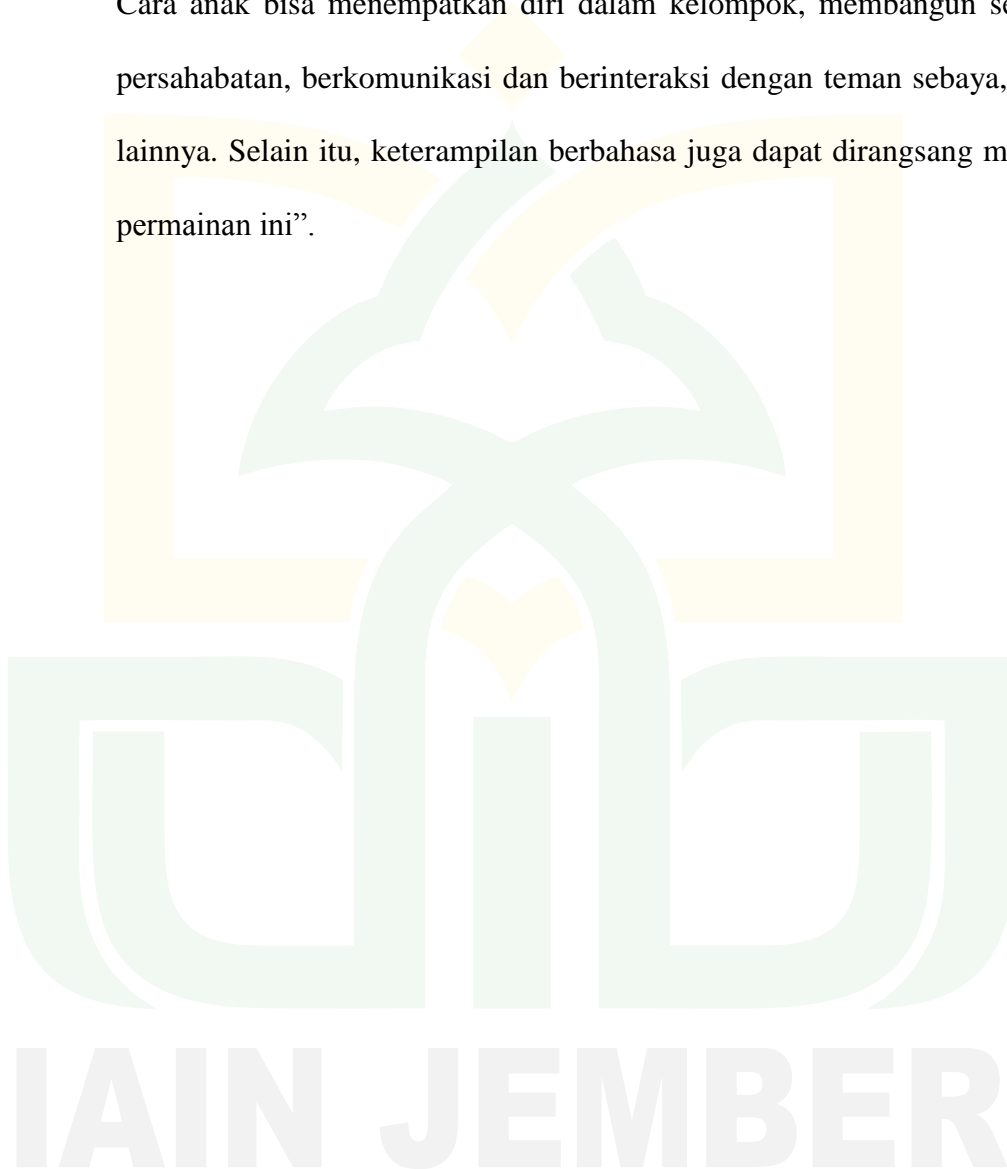 Cara anak bisa menempatkan diri dalam kelompok, membangun
persahabatan, berkomunikasi dan berinteraksi dengan teman sebaya,
lainnya. Selain itu, keterampilan berbahasa juga dapat dirangsang
permainan ini”.
IAIN JEMBER